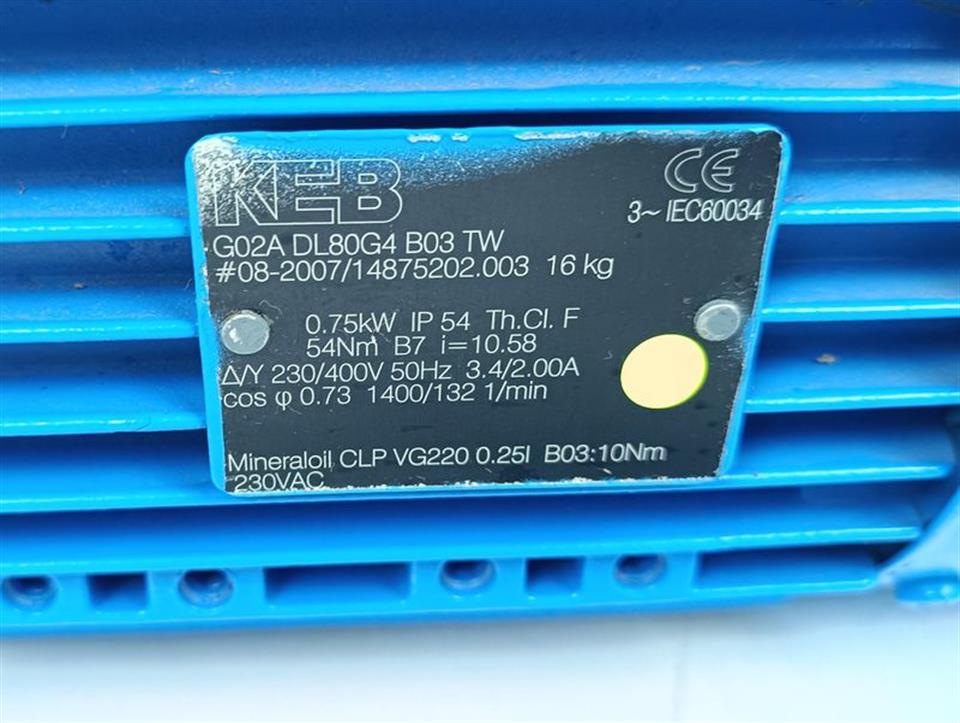 KEB CE
3~ IEC60034
G02A DL80G4 B03 TW
#08-2007/14875202.003 16 kg
0.75kW IP 54 Th.Cl. F
54Nm B7 i=10.58
Δ/Y 230/400V 50Hz 3.4/2.00A
cos φ 0.73 1400/132 1/min
Mineraloil CLP VG220 0.25l B03:10Nm
230VAC